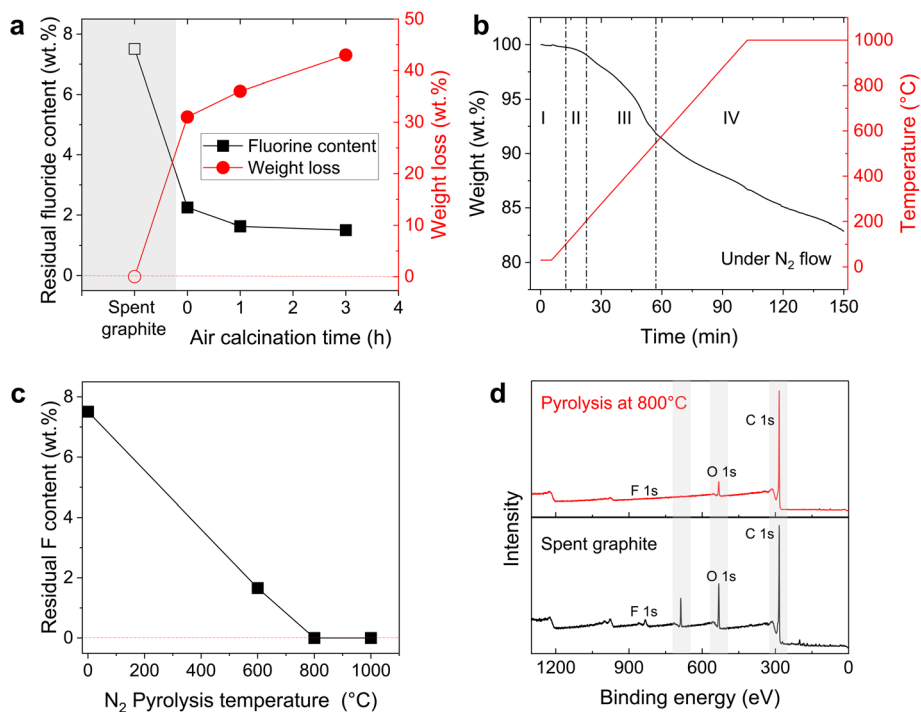 a
Residual fluoride content (wt.%)
8
6
4
2
0
50
40
30
20
10
0
Weight loss (wt.%)
Fluorine content
Weight loss
Spent
graphite
0 1 2 3 4
Air calcination time (h)
b
Weight (wt.%)
100
95
90
85
80
I II III IV
Under N₂ flow
1000
800
600
400
200
0
Temperature (°C)
0 30 60 90 120 150
Time (min)
c
Residual F content (wt.%)
8
6
4
2
0
0 200 400 600 800 1000
N₂ Pyrolysis temperature (°C)
d
Intensity
Pyrolysis at 800°C
C 1s
O 1s
F 1s
Spent graphite
C 1s
O 1s
F 1s
1200 900 600 300 0
Binding energy (eV)